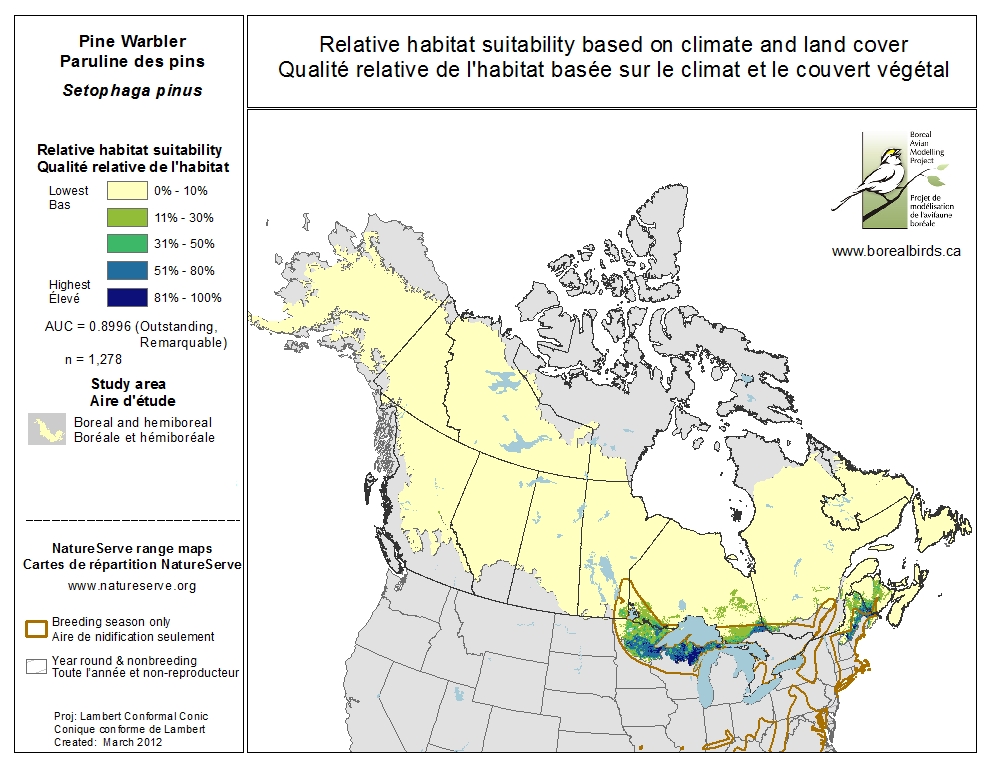 Pine Warbler
Paruline des pins
Setophaga pinus
Relative habitat suitability
Qualité relative de l'habitat
Lowest
Bas
0% - 10%
11% - 30%
31% - 50%
51% - 80%
Highest
Élevé
81% - 100%
AUC = 0.8996 (Outstanding,
Remarquable)
n = 1,278
Study area
Aire d'étude
Boreal and hemiboreal
Boréale et hémiboréale
NatureServe range maps
Cartes de répartition NatureServe
www.natureserve.org
Breeding season only
Aire de nidification seulement
Year round & nonbreeding
Toute l'année et non-reproducteur
Proj: Lambert Conformal Conic
Conique conforme de Lambert
Created: March 2012
Relative habitat suitability based on climate and land cover
Qualité relative de l'habitat basée sur le climat et le couvert végétal
Boreal
Avian
Modelling
Project
Projet de
modélisation
de l'avifaune
boréale
www.borealbirds.ca